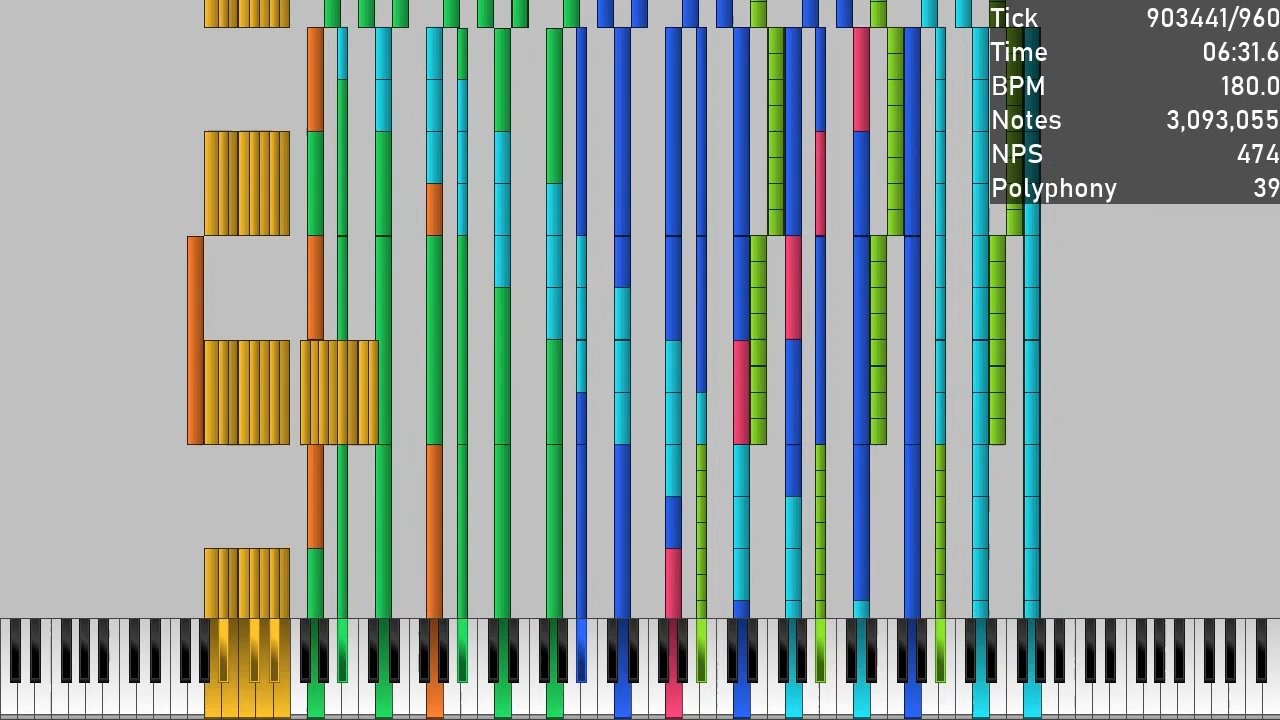 Tick 903441/960
Time 06:31.6
BPM 180.0
Notes 3,093,055
NPS 474
Polyphony 39